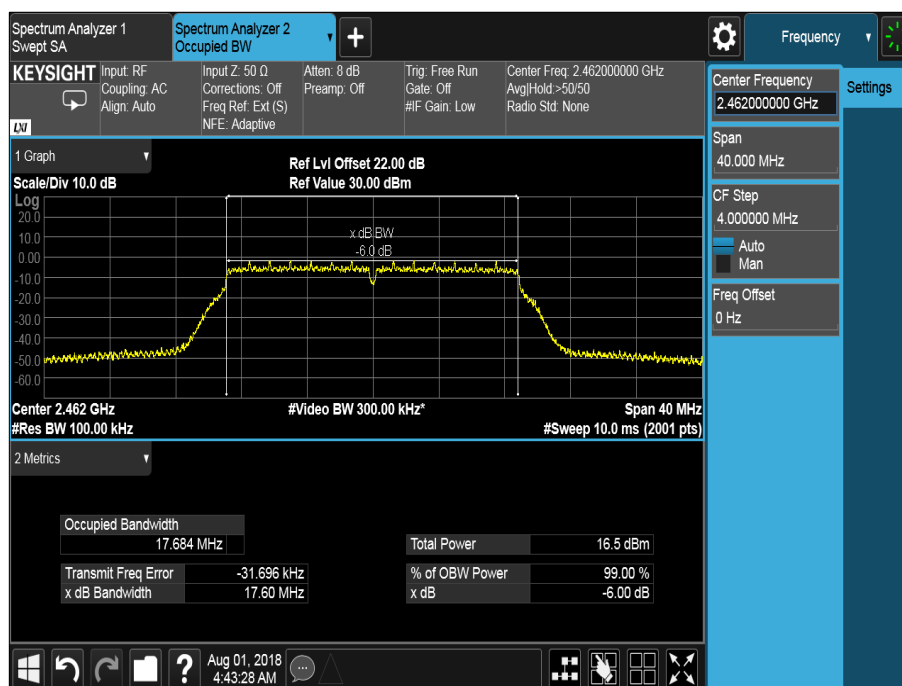 Spectrum Analyzer 1
Swept SA
Spectrum Analyzer 2
Occupied BW
Frequency
KEYSIGHT
LXI
Input: RF
Coupling: AC
Align: Auto
Input Z: 50 Ω
Corrections: Off
Freq Ref: Ext (S)
NFE: Adaptive
Atten: 8 dB
Preamp: Off
Trig: Free Run
Gate: Off
#IF Gain: Low
Center Freq: 2.462000000 GHz
Avg|Hold:>50/50
Radio Std: None
Center Frequency
2.462000000 GHz
Settings
Span
40.000 MHz
CF Step
4.000000 MHz
Auto
Man
Freq Offset
0 Hz
1 Graph
Scale/Div 10.0 dB
Ref Lvl Offset 22.00 dB
Ref Value 30.00 dBm
Log
20.0
10.0
0.00
-10.0
-20.0
-30.0
-40.0
-50.0
-60.0
x dB BW
-6.0 dB
Center 2.462 GHz
#Video BW 300.00 kHz*
Span 40 MHz
#Res BW 100.00 kHz
#Sweep 10.0 ms (2001 pts)
2 Metrics
Occupied Bandwidth
17.684 MHz
Total Power 16.5 dBm
Transmit Freq Error -31.696 kHz
% of OBW Power 99.00 %
x dB Bandwidth 17.60 MHz
x dB -6.00 dB
?
Aug 01, 2018
4:43:28 AM